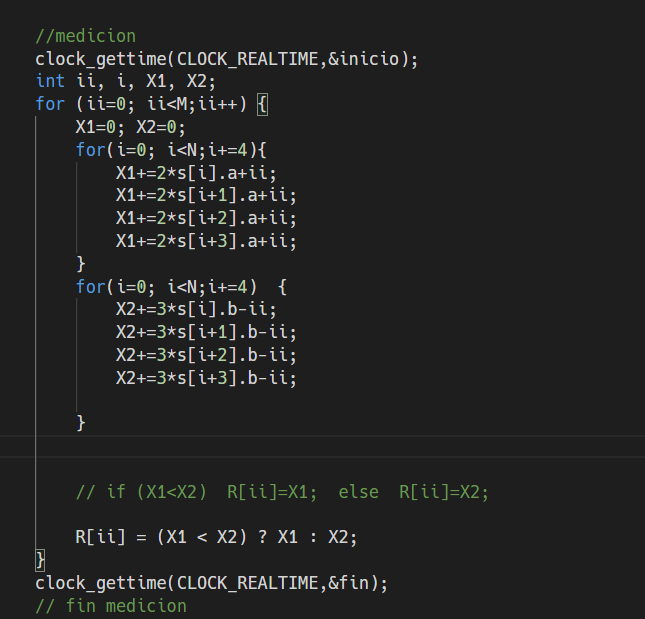 //medicion
clock_gettime(CLOCK_REALTIME,&inicio);
int ii, i, X1, X2;
for (ii=0; ii<M;ii++) {
    X1=0; X2=0;
    for(i=0; i<N;i+=4){
        X1+=2*s[i].a+ii;
        X1+=2*s[i+1].a+ii;
        X1+=2*s[i+2].a+ii;
        X1+=2*s[i+3].a+ii;
    }
    for(i=0; i<N;i+=4)  {
        X2+=3*s[i].b-ii;
        X2+=3*s[i+1].b-ii;
        X2+=3*s[i+2].b-ii;
        X2+=3*s[i+3].b-ii;
    }
    // if (X1<X2)  R[ii]=X1;  else  R[ii]=X2;
    R[ii] = (X1 < X2) ? X1 : X2;
}
clock_gettime(CLOCK_REALTIME,&fin);
// fin medicion